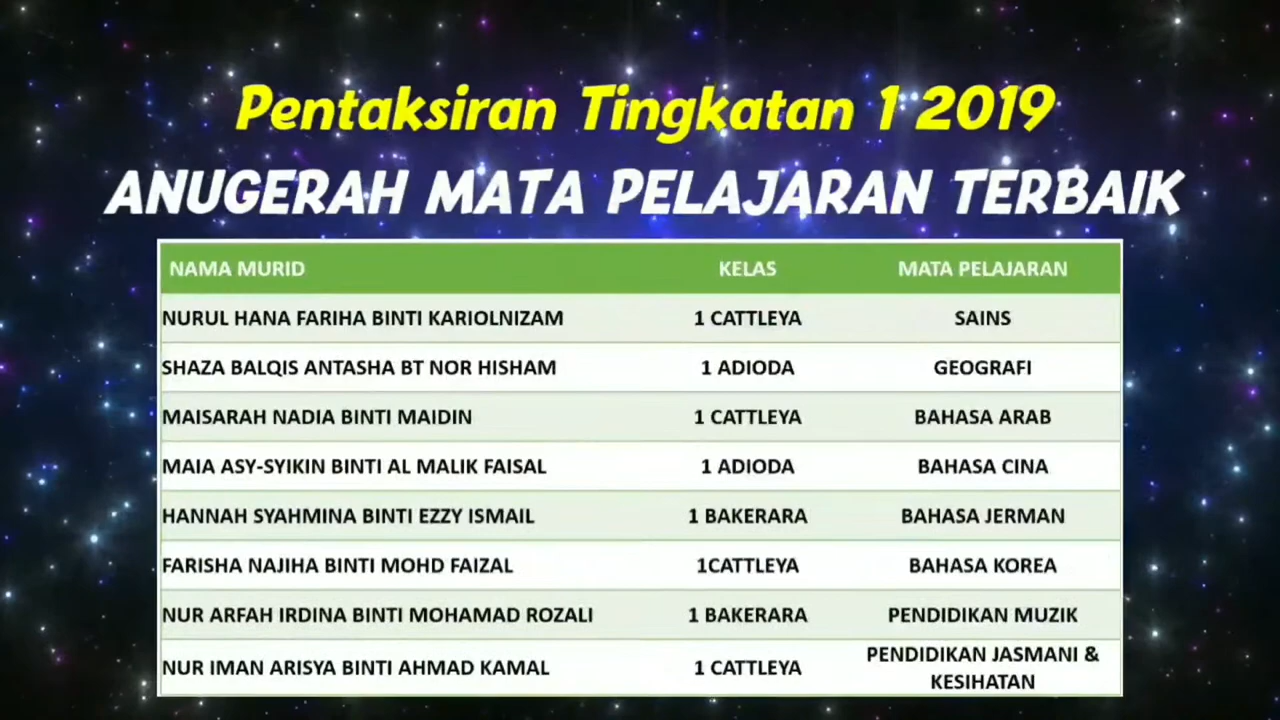 Pentaksiran Tingkatan 1 2019
ANUGERAH MATA PELAJARAN TERBAIK
NAMA MURID KELAS MATA PELAJARAN
NURUL HANA FARIHA BINTI KARIOLNIZAM 1 CATTLEYA SAINS
SHAZA BALQIS ANTASHA BT NOR HISHAM 1 ADIODA GEOGRAFI
MAISARAH NADIA BINTI MAIDIN 1 CATTLEYA BAHASA ARAB
MAIA ASY-SYIKIN BINTI AL MALIK FAISAL 1 ADIODA BAHASA CINA
HANNAH SYAHMINA BINTI EZZY ISMAIL 1 BAKERARA BAHASA JERMAN
FARISHA NAJIHA BINTI MOHD FAIZAL 1CATTLEYA BAHASA KOREA
NUR ARFAH IRDINA BINTI MOHAMAD ROZALI 1 BAKERARA PENDIDIKAN MUZIK
NUR IMAN ARISYA BINTI AHMAD KAMAL 1 CATTLEYA PENDIDIKAN JASMANI &
KESIHATAN